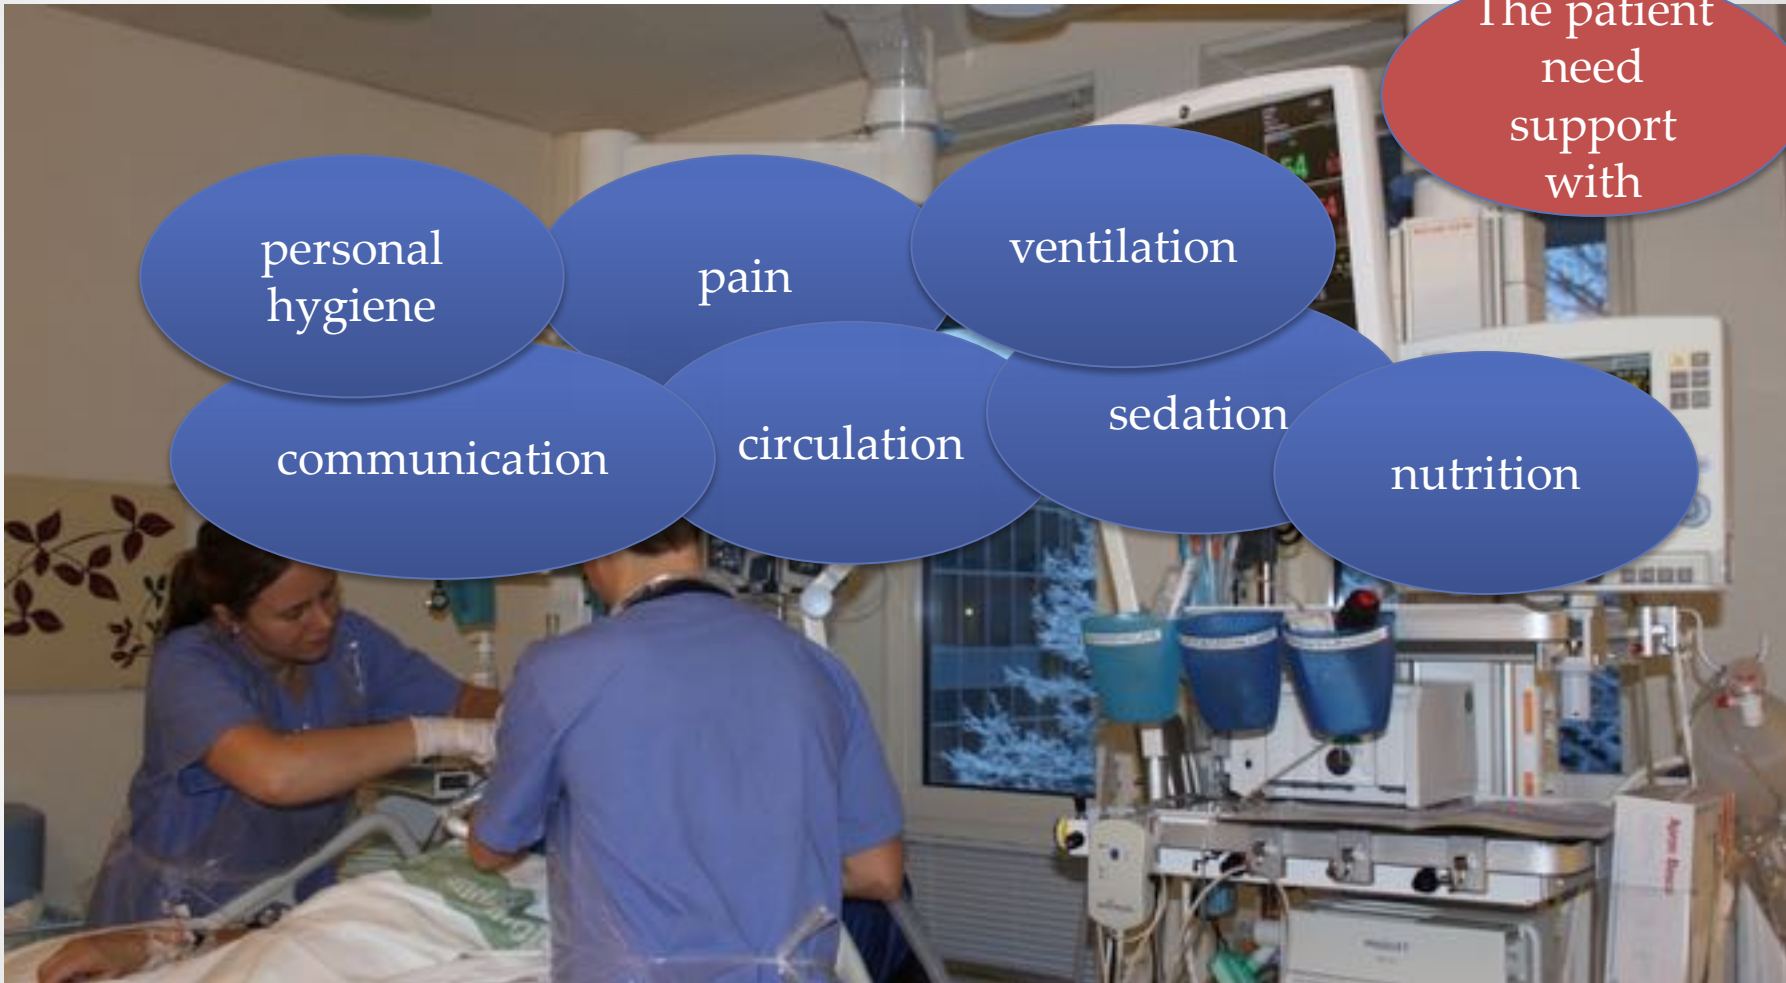 The patient
need
support
with
personal
hygiene
pain
ventilation
communication
circulation
sedation
nutrition